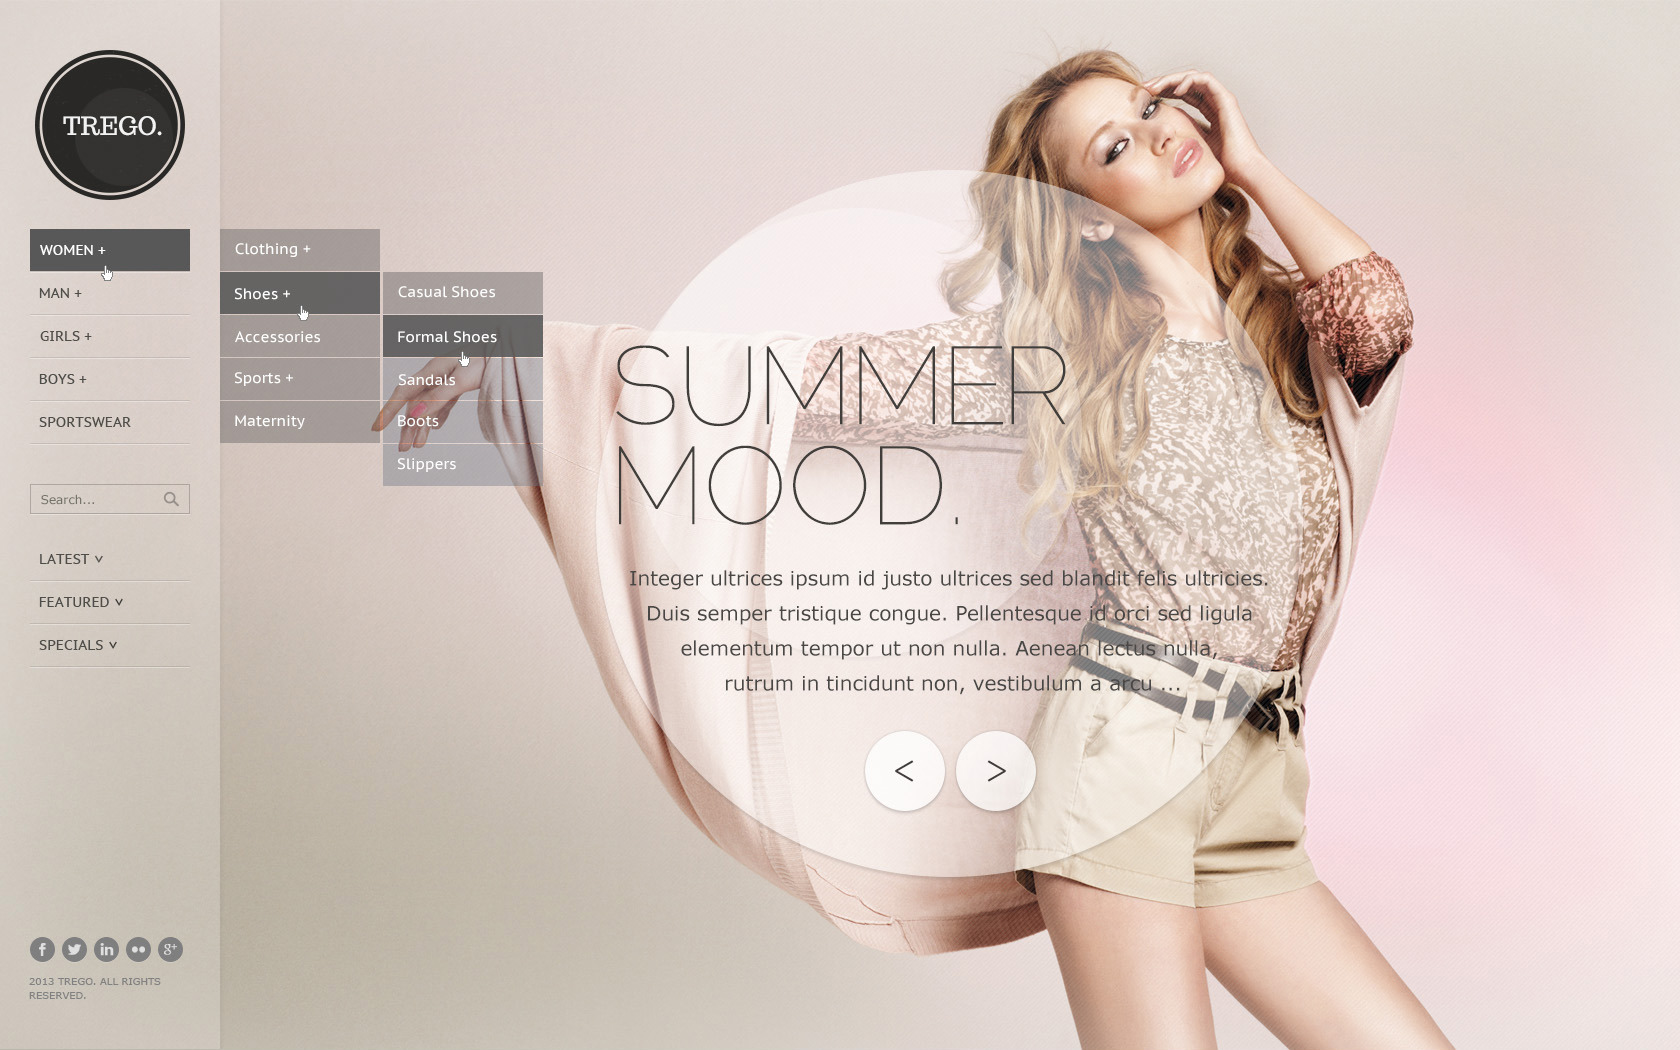 TREGO.
WOMEN +
MAN +
GIRLS +
BOYS +
SPORTSWEAR
Clothing +
Shoes +
Accessories
Sports +
Maternity
Casual Shoes
Formal Shoes
Sandals
Boots
Slippers
Search...
LATEST ∨
FEATURED ∨
SPECIALS ∨
SUMMER
MOOD.
Integer ultrices ipsum id justo ultrices sed blandit felis ultricies.
Duis semper tristique congue. Pellentesque id orci sed ligula
elementum tempor ut non nulla. Aenean lectus nulla,
rutrum in tincidunt non, vestibulum a arcu ...
< >
f in g+
2013 TREGO. ALL RIGHTS
RESERVED.